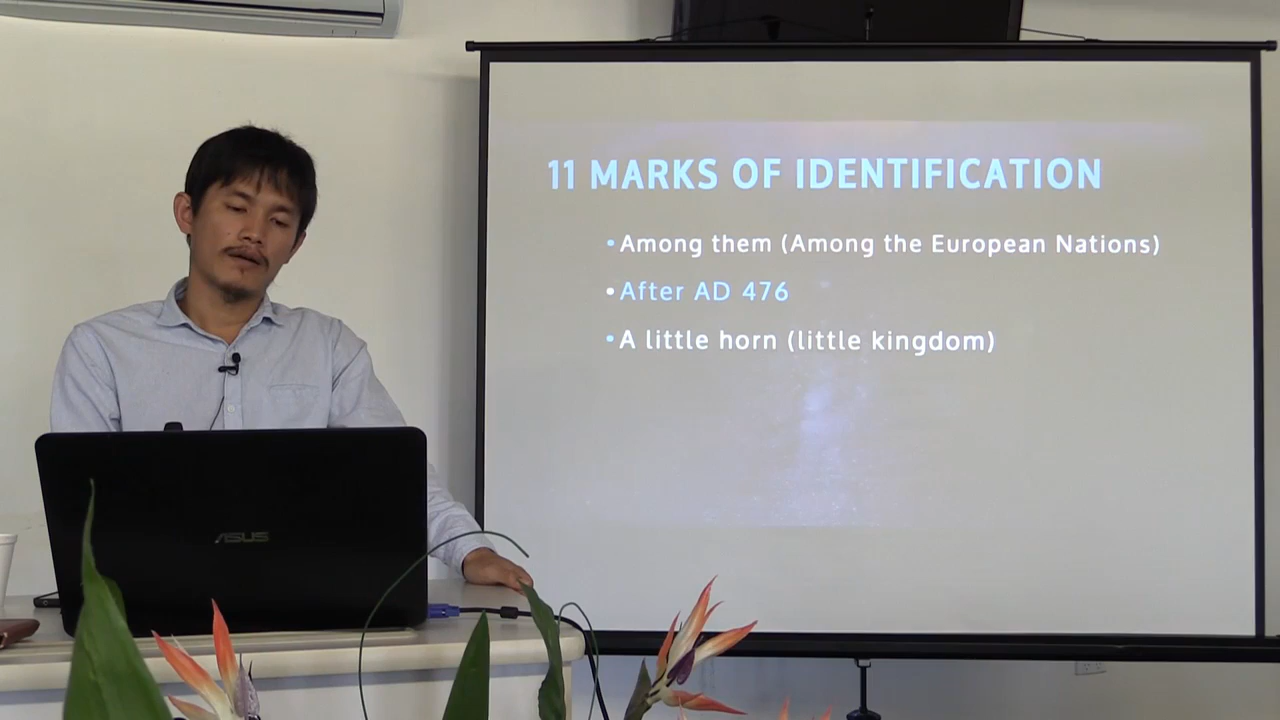 11 MARKS OF IDENTIFICATION
•Among them (Among the European Nations)
•After AD 476
•A little horn (little kingdom)
ASUS